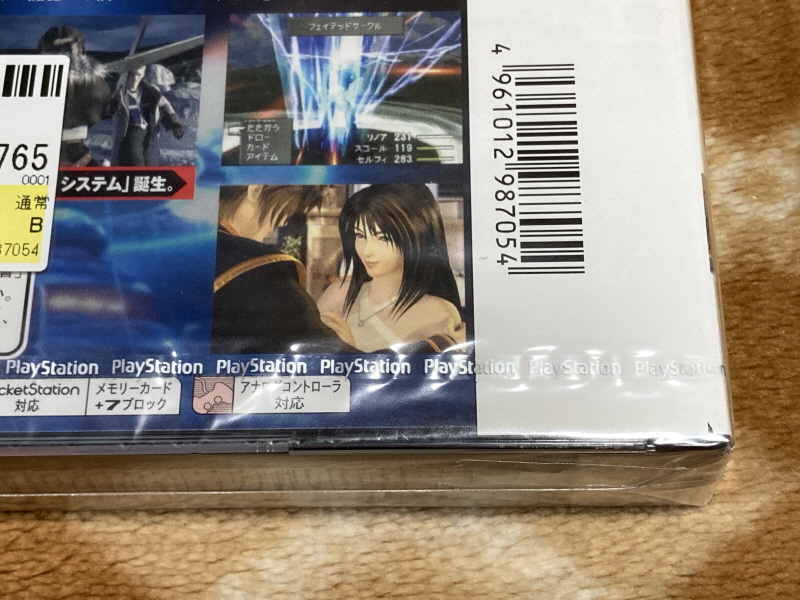 フェイテッドサークル
たたかう
ドロー
カード
アイテム
リノア 231
スコール 119
セルフィ 283
765
0001
通常
B
87054
システム」誕生。
4 961012 987054
PlayStation PlayStation PlayStation PlayStation PlayStation PlayStation PlayStation
ocketStation
対応
メモリーカード
+7ブロック
アナログコントローラ
対応